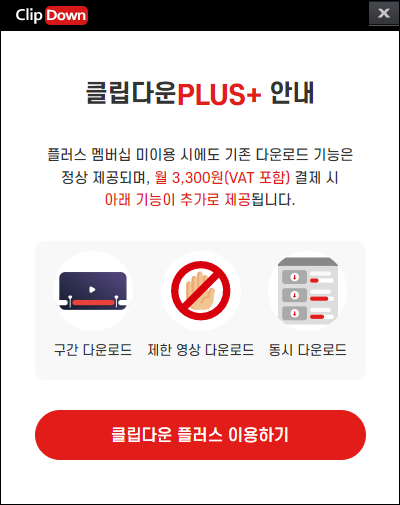 Clip Down
클립다운PLUS+ 안내
플러스 멤버십 미이용 시에도 기존 다운로드 기능은
정상 제공되며, 월 3,300원(VAT 포함) 결제 시
아래 기능이 추가로 제공됩니다.
구간 다운로드 제한 영상 다운로드 동시 다운로드
클립다운 플러스 이용하기